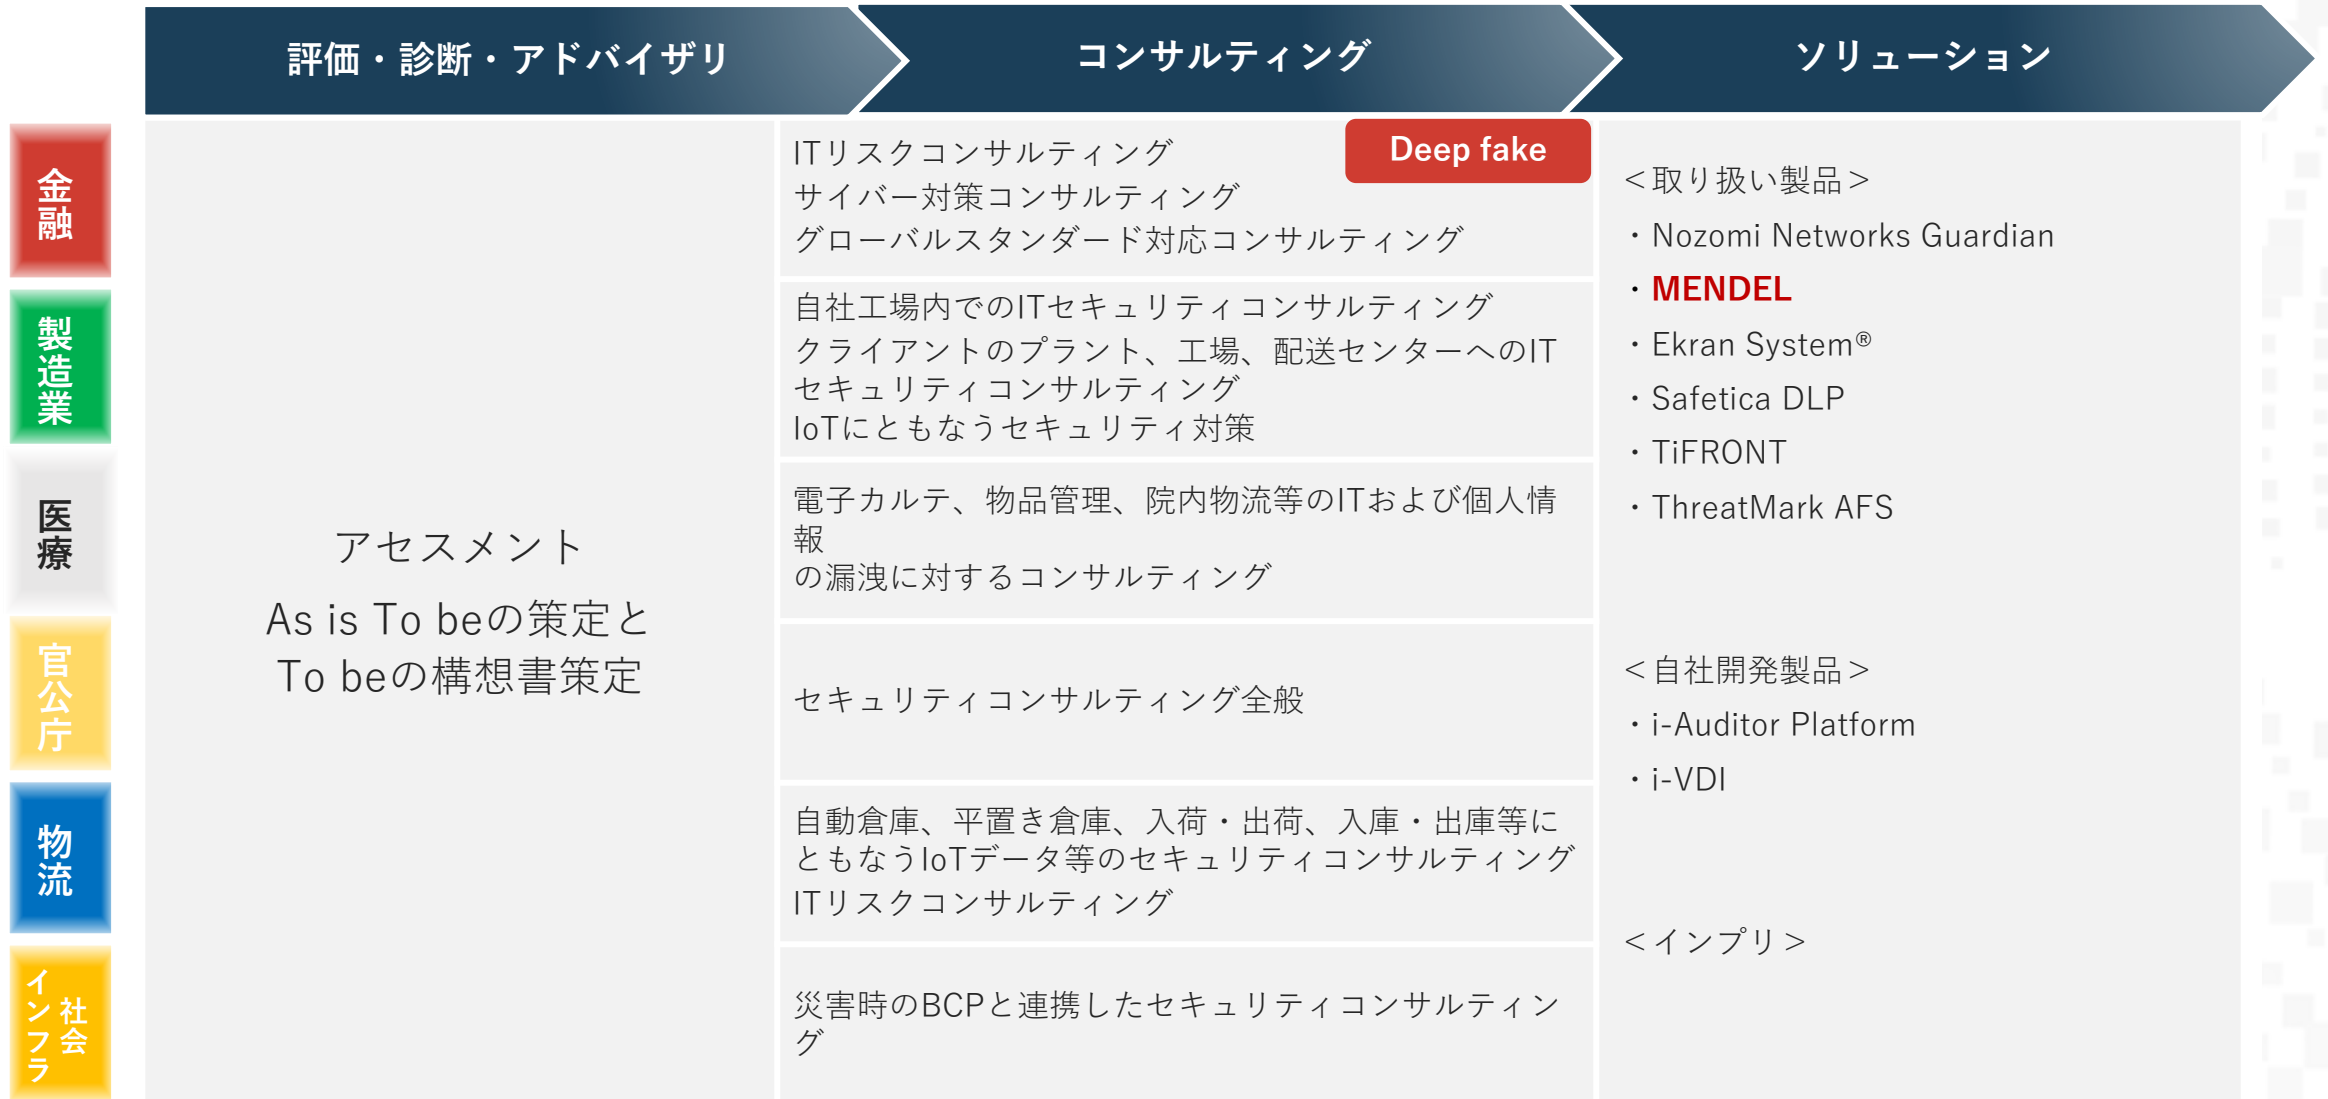 評価・診断・アドバイザリ
コンサルティング
ソリューション
金融
製造業
医療
官公庁
物流
社会
インフラ
アセスメント
As is To beの策定と
To beの構想書策定
ITリスクコンサルティング
Deep fake
サイバー対策コンサルティング
グローバルスタンダード対応コンサルティング
自社工場内でのITセキュリティコンサルティング
クライアントのプラント、工場、配送センターへのIT
セキュリティコンサルティング
IoTにともなうセキュリティ対策
電子カルテ、物品管理、院内物流等のITおよび個人情
報
の漏洩に対するコンサルティング
セキュリティコンサルティング全般
自動倉庫、平置き倉庫、入荷・出荷、入庫・出庫等に
ともなうIoTデータ等のセキュリティコンサルティング
ITリスクコンサルティング
災害時のBCPと連携したセキュリティコンサルティン
グ
＜取り扱い製品＞
・Nozomi Networks Guardian
・MENDEL
・Ekran System®
・Safetica DLP
・TiFRONT
・ThreatMark AFS
＜自社開発製品＞
・i-Auditor Platform
・i-VDI
＜インプリ＞